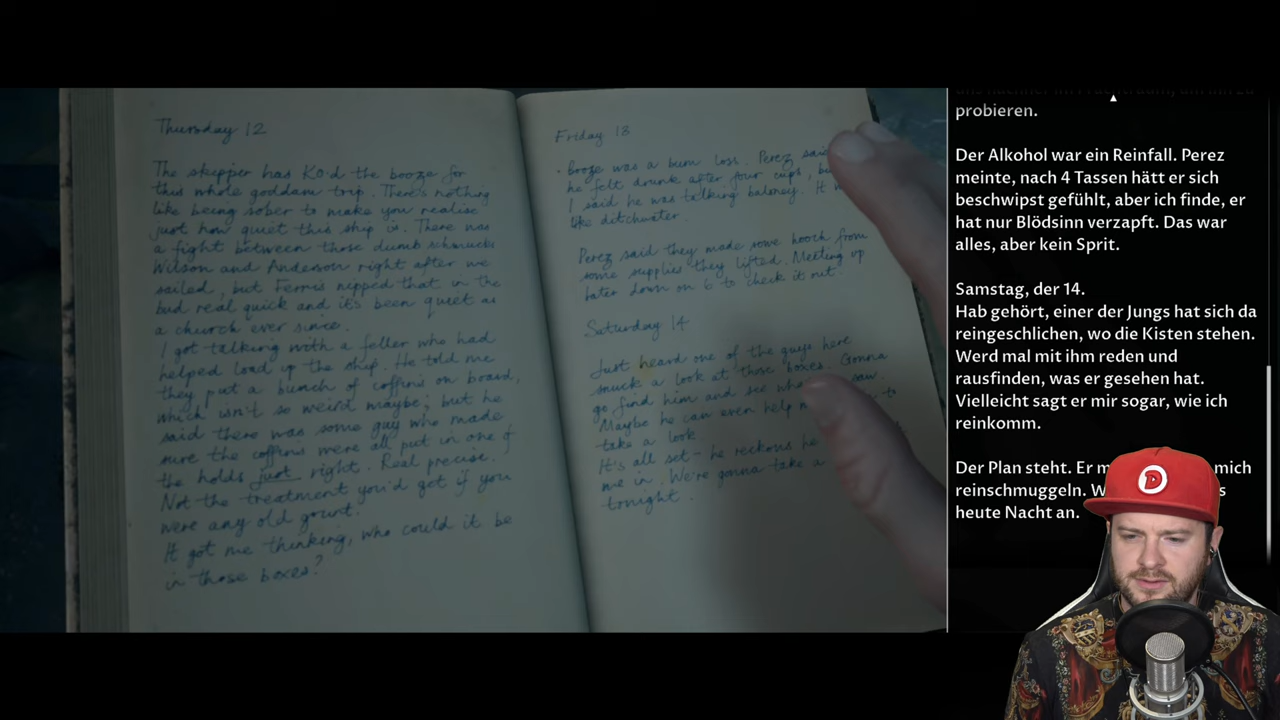 Thursday 12
The skipper has KO'd the booze for
this whole goddam trip. There's nothing
like being sober to make you realise
just how quiet this ship is. There was
a fight between those dumb schmucks
Wilson and Anderson right after we
sailed, but Ferris nipped that in the
bud real quick and it's been quiet as
a church ever since.
I got talking with a feller who had
helped load up the ship. He told me
they put a bunch of coffins on board,
which isn't so weird maybe; but he
said there was some guy who made
sure the coffins were all put in one of
the holds just right. Real precise.
Not the treatment you'd get if you
were any old grunt.
It got me thinking, who could it be
in those boxes?
Friday 13
Booze was a bum loss. Perez said
he felt drunk after four cups, but
I said he was talking baloney. It
like ditchwater
Perez said they made some hooch from
some supplies they lifted. Meeting up
later down on 6 to check it out.
Saturday 14
Just heard one of the guys here
snuck a look at those boxes. Gonna
go find him and see what saw.
Maybe he can even help to
take a look
It's all set - he reckons he
me in. We're gonna take a
tonight.
probieren.
Der Alkohol war ein Reinfall. Perez
meinte, nach 4 Tassen hätt er sich
beschwipst gefühlt, aber ich finde, er
hat nur Blödsinn verzapft. Das war
alles, aber kein Sprit.
Samstag, der 14.
Hab gehört, einer der Jungs hat sich da
reingeschlichen, wo die Kisten stehen.
Werd mal mit ihm reden und
rausfinden, was er gesehen hat.
Vielleicht sagt er mir sogar, wie ich
reinkomm.
Der Plan steht. Er mich
reinschmuggeln.
heute Nacht an.
D